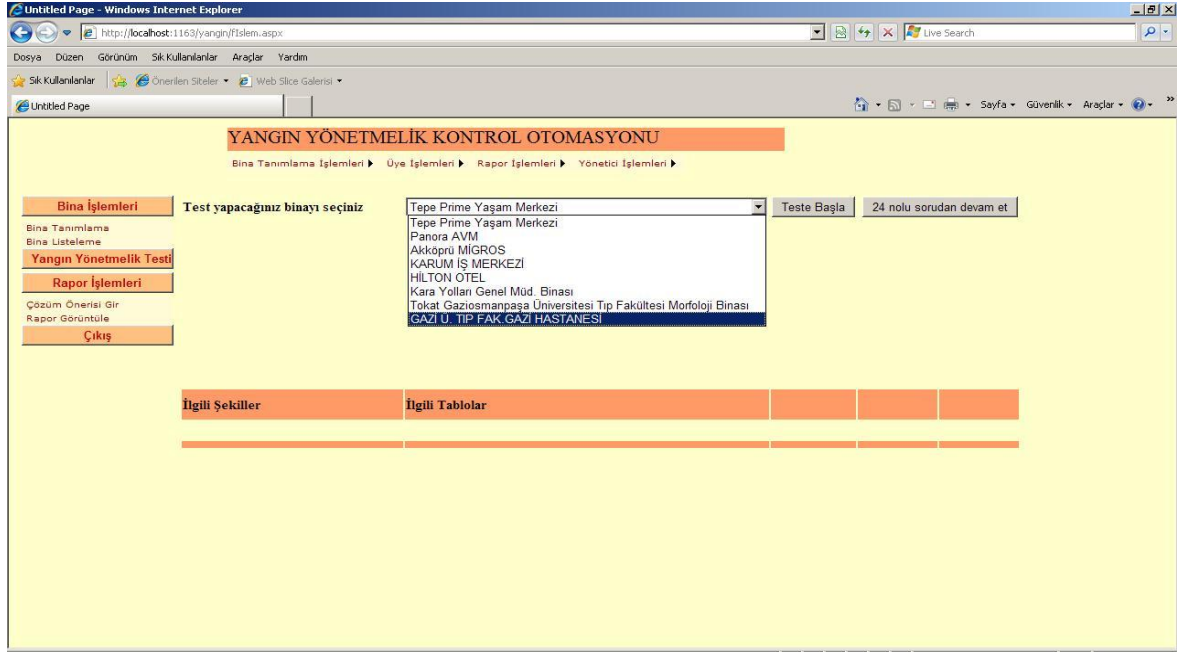 Untitled Page - Windows Internet Explorer
http://localhost:1163/yangin/fIslem.aspx
Live Search
Dosya Düzen Görünüm Sık Kullanılanlar Araçlar Yardım
Sık Kullanılanlar Önerilen Siteler Web Slice Galerisi
Untitled Page
Sayfa Güvenlik Araçlar »
YANGIN YÖNETMELİK KONTROL OTOMASYONU
Bina Tanımlama İşlemleri Üye İşlemleri Rapor İşlemleri Yönetici İşlemleri
Bina İşlemleri
Bina Tanımlama
Bina Listeleme
Yangın Yönetmelik Testi
Rapor İşlemleri
Çözüm Önerisi Gir
Rapor Görüntüle
Çıkış
Test yapacağınız binayı seçiniz
Tepe Prime Yaşam Merkezi
Teste Başla
24 nolu sorudan devam et
Tepe Prime Yaşam Merkezi
Panora AVM
Akköprü MİGROS
KARUM İŞ MERKEZİ
HİLTON OTEL
Kara Yolları Genel Müd. Binası
Tokat Gaziosmanpaşa Üniversitesi Tıp Fakültesi Morfoloji Binası
GAZİ Ü. TIP FAK.GAZİ HASTANESİ
İlgili Şekiller
İlgili Tablolar